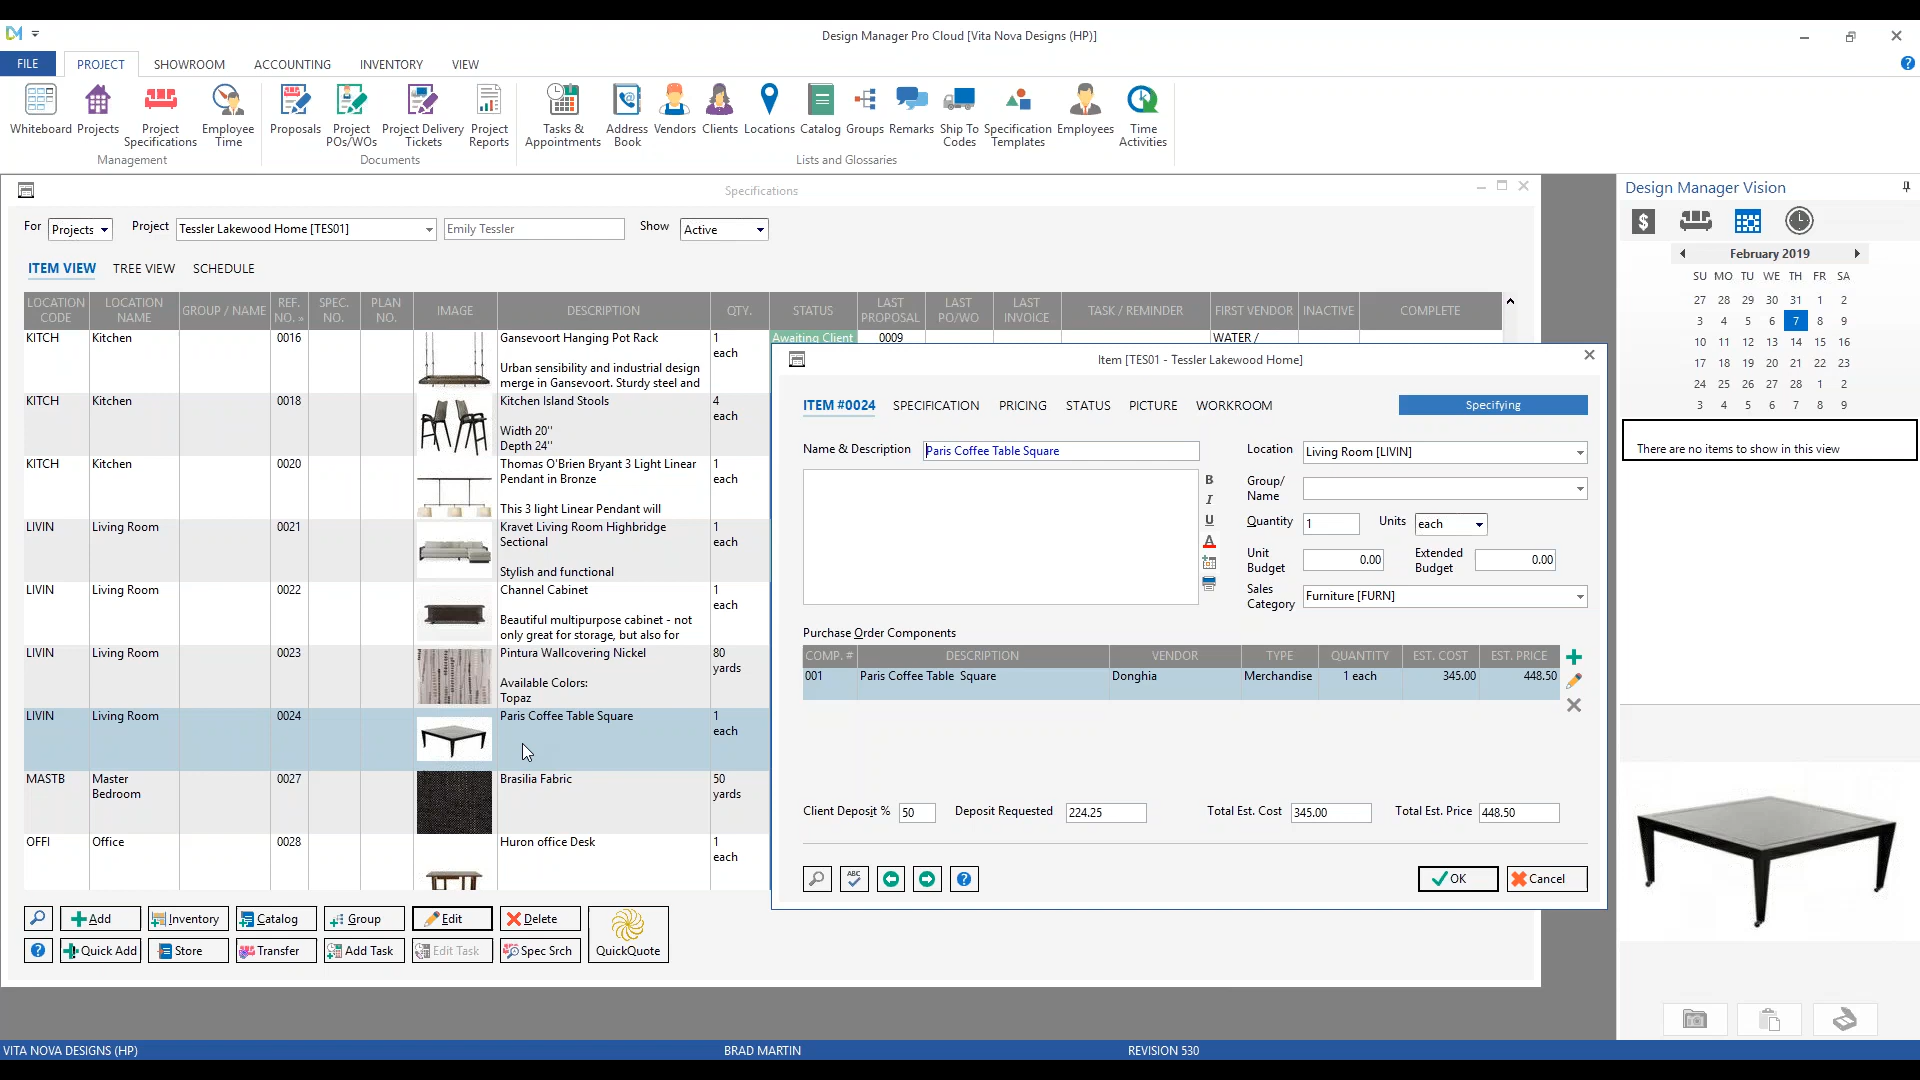 Design Manager Pro Cloud [Vita Nova Designs (HP)]
FILE PROJECT SHOWROOM ACCOUNTING INVENTORY VIEW
Whiteboard Projects Project Specifications Employee Time
Management
Proposals Project POs/WOs Project Delivery Tickets Project Reports
Documents
Tasks & Appointments Address Book Vendors Clients Locations Catalog Groups Remarks Ship To Codes Specification Templates Employees Time Activities
Lists and Glossaries
Specifications
For Projects Project Tessler Lakewood Home [TES01] Emily Tessler Show Active
ITEM VIEW TREE VIEW SCHEDULE
LOCATION CODE LOCATION NAME GROUP / NAME REF. NO. SPEC. NO. PLAN NO. IMAGE DESCRIPTION QTY. STATUS LAST PROPOSAL LAST PO/WO LAST INVOICE TASK / REMINDER FIRST VENDOR INACTIVE COMPLETE
KITCH Kitchen 0016 Gansevoort Hanging Pot Rack 1 each Awaiting Client 0009 WATER /
Urban sensibility and industrial design
merge in Gansevoort. Sturdy steel and
KITCH Kitchen 0018 Kitchen Island Stools 4 each
Width 20"
Depth 24"
KITCH Kitchen 0020 Thomas O'Brien Bryant 3 Light Linear 1 each
Pendant in Bronze
This 3 light Linear Pendant will
LIVIN Living Room 0021 Kravet Living Room Highbridge 1 each
Sectional
Stylish and functional
LIVIN Living Room 0022 Channel Cabinet 1 each
Beautiful multipurpose cabinet - not
only great for storage, but also for
LIVIN Living Room 0023 Pintura Wallcovering Nickel 80 yards
Available Colors:
Topaz
LIVIN Living Room 0024 Paris Coffee Table Square 1 each
MASTB Master Bedroom 0027 Brasilia Fabric 50 yards
OFFI Office 0028 Huron office Desk 1 each
Add Inventory Catalog Group Edit Delete QuickQuote
Quick Add Store Transfer Add Task Edit Task Spec Srch
Item [TES01 - Tessler Lakewood Home]
ITEM #0024 SPECIFICATION PRICING STATUS PICTURE WORKROOM Specifying
Name & Description Paris Coffee Table Square
B
I
U
A
Location Living Room [LIVIN]
Group/ Name
Quantity 1 Units each
Unit Budget 0.00 Extended Budget 0.00
Sales Category Furniture [FURN]
Purchase Order Components
COMP. # DESCRIPTION VENDOR TYPE QUANTITY EST. COST EST. PRICE
001 Paris Coffee Table Square Donghia Merchandise 1 each 345.00 448.50
Client Deposit % 50 Deposit Requested 224.25 Total Est. Cost 345.00 Total Est. Price 448.50
ABC OK Cancel
Design Manager Vision
February 2019
SU MO TU WE TH FR SA
27 28 29 30 31 1 2
3 4 5 6 7 8 9
10 11 12 13 14 15 16
17 18 19 20 21 22 23
24 25 26 27 28 1 2
3 4 5 6 7 8 9
There are no items to show in this view
VITA NOVA DESIGNS (HP) BRAD MARTIN REVISION 530